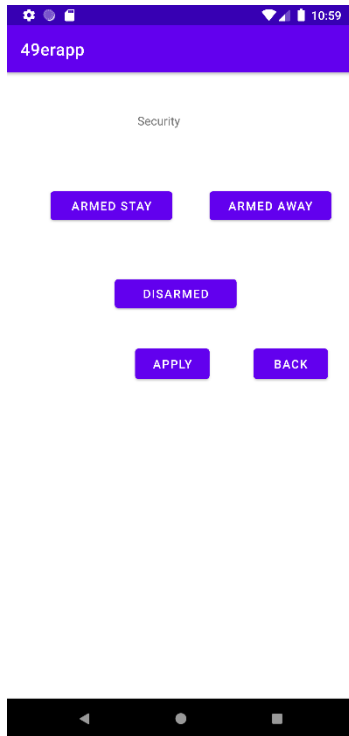 10:59
49erapp
Security
ARMED STAY ARMED AWAY
DISARMED
APPLY BACK